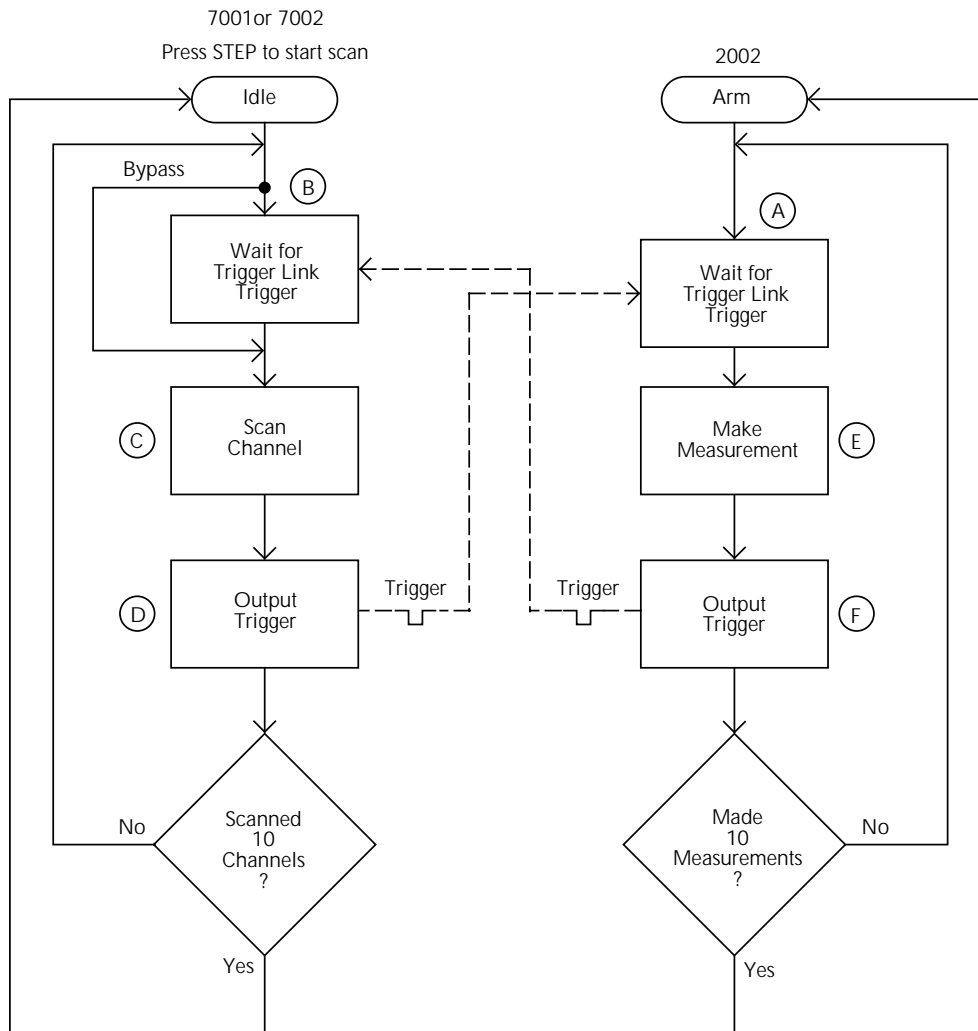 7001or 7002
Press STEP to start scan
Idle
Bypass
B
Wait for
Trigger Link
Trigger
C
Scan
Channel
D
Output
Trigger
Trigger
No
Scanned
10
Channels
?
Yes
2002
Arm
A
Wait for
Trigger Link
Trigger
Make
Measurement
E
Trigger
Output
Trigger
F
Made
10
Measurements
?
No
Yes